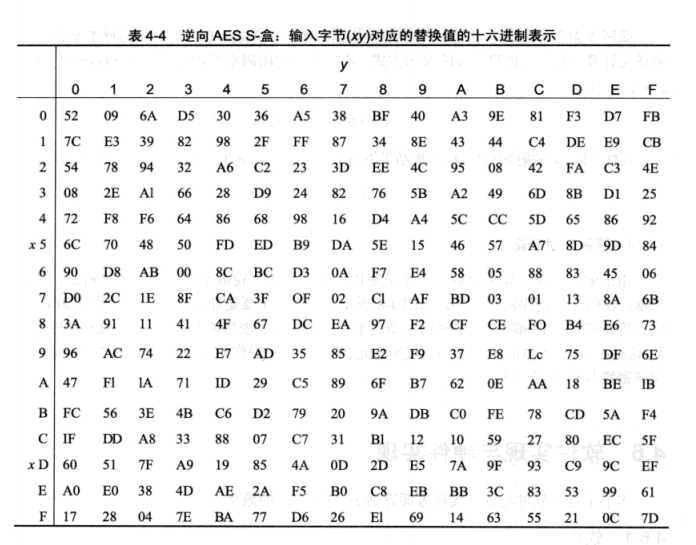 表 4-4 逆向 AES S-盒：输入字节(xy)对应的替换值的十六进制表示
y
0 1 2 3 4 5 6 7 8 9 A B C D E F
0 52 09 6A D5 30 36 A5 38 BF 40 A3 9E 81 F3 D7 FB
1 7C E3 39 82 98 2F FF 87 34 8E 43 44 C4 DE E9 CB
2 54 78 94 32 A6 C2 23 3D EE 4C 95 08 42 FA C3 4E
3 08 2E Al 66 28 D9 24 82 76 5B A2 49 6D 8B D1 25
4 72 F8 F6 64 86 68 98 16 D4 A4 5C CC 5D 65 86 92
x 5 6C 70 48 50 FD ED B9 DA 5E 15 46 57 A7 8D 9D 84
6 90 D8 AB 00 8C BC D3 0A F7 E4 58 05 88 83 45 06
7 D0 2C 1E 8F CA 3F OF 02 Cl AF BD 03 01 13 8A 6B
8 3A 91 11 41 4F 67 DC EA 97 F2 CF CE FO B4 E6 73
9 96 AC 74 22 E7 AD 35 85 E2 F9 37 E8 Lc 75 DF 6E
A 47 Fl lA 71 ID 29 C5 89 6F B7 62 0E AA 18 BE lB
B FC 56 3E 4B C6 D2 79 20 9A DB C0 FE 78 CD 5A F4
C IF DD A8 33 88 07 C7 31 Bl 12 10 59 27 80 EC 5F
x D 60 51 7F A9 19 85 4A 0D 2D E5 7A 9F 93 C9 9C EF
E A0 E0 38 4D AE 2A F5 B0 C8 EB BB 3C 83 53 99 61
F 17 28 04 7E BA 77 D6 26 El 69 14 63 55 21 0C 7D